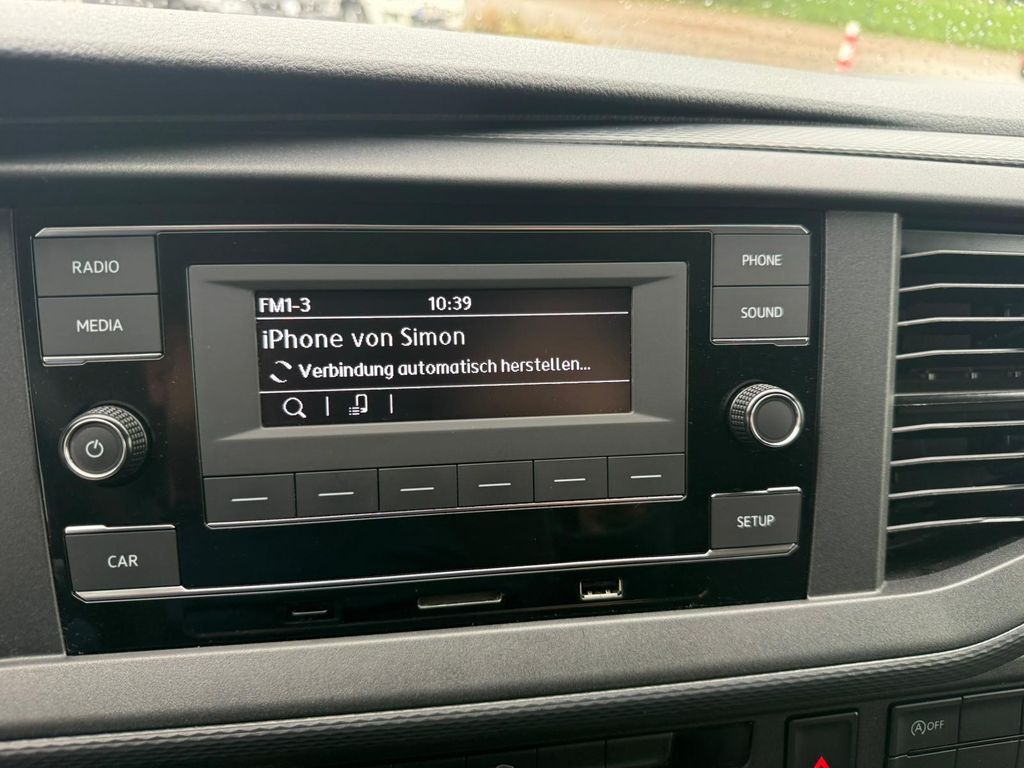 RADIO
PHONE
MEDIA
SOUND
FM1-3 10:39
iPhone von Simon
Verbindung automatisch herstellen...
CAR
SETUP
A OFF